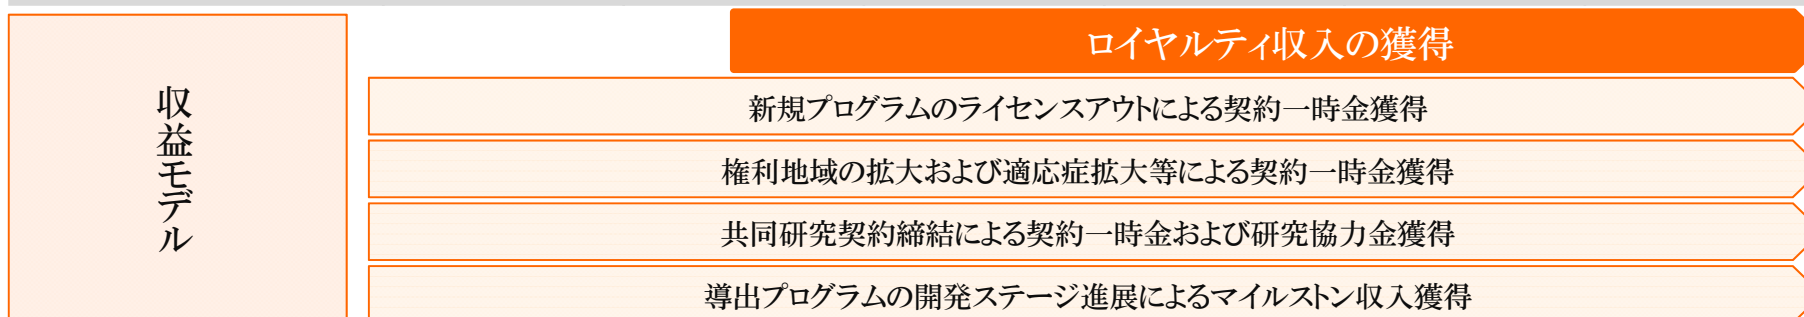 収益モデル
ロイヤルティ収入の獲得
新規プログラムのライセンスアウトによる契約一時金獲得
権利地域の拡大および適応症拡大等による契約一時金獲得
共同研究契約締結による契約一時金および研究協力金獲得
導出プログラムの開発ステージ進展によるマイルストン収入獲得